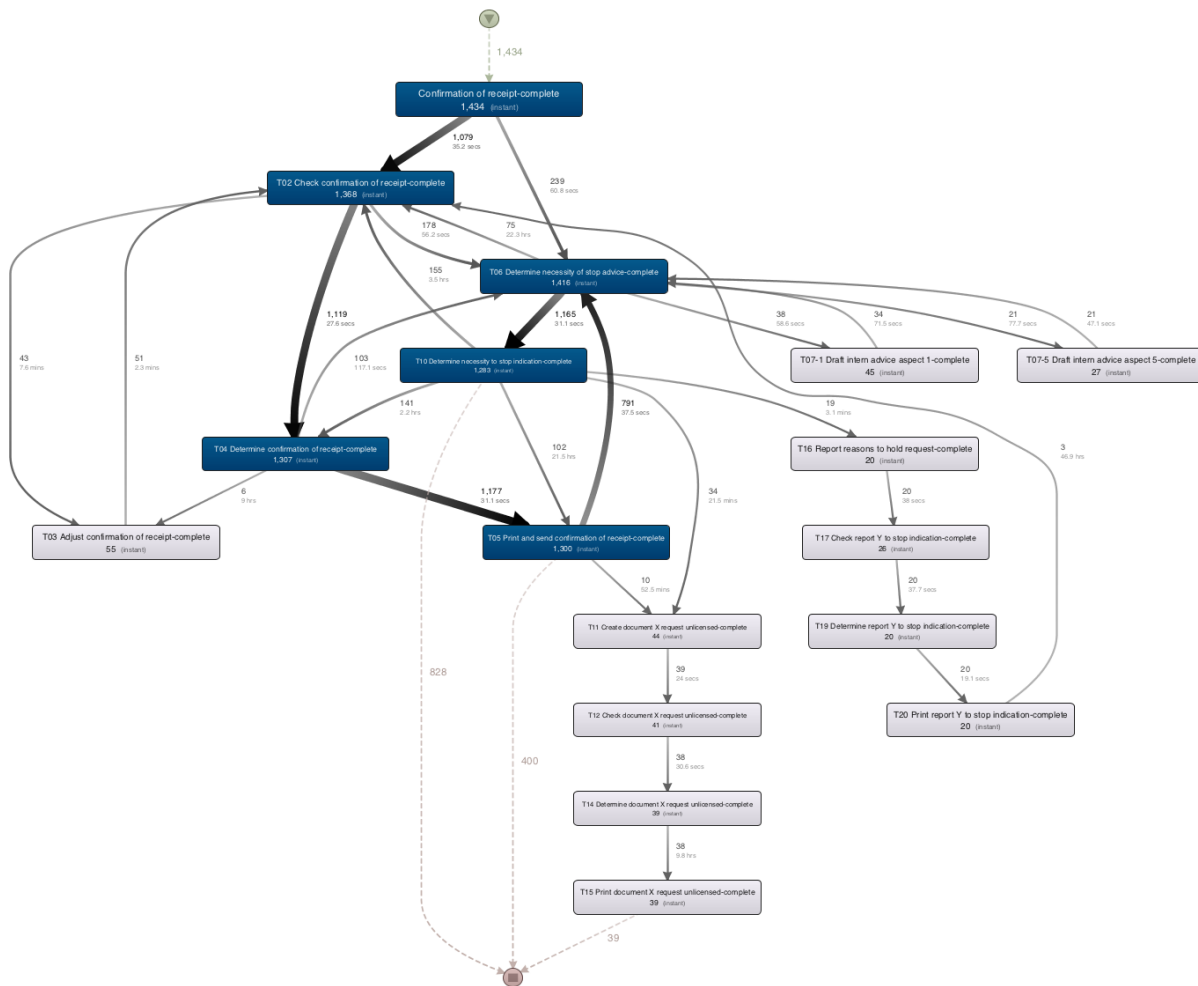 1,434
Confirmation of receipt-complete
1,434 (instant)
1,079
35.2 secs
T02 Check confirmation of receipt-complete
1,368 (instant)
239
60.8 secs
178
56.2 secs
75
22.3 hrs
T06 Determine necessity of stop advice-complete
1,416 (instant)
155
3.5 hrs
1,119
27.6 secs
1,165
31.1 secs
38
58.6 secs
34
71.5 secs
21
77.7 secs
21
47.1 secs
43
7.6 mins
51
2.3 mins
103
117.1 secs
T10 Determine necessity to stop indication-complete
1,283 (instant)
T07-1 Draft intern advice aspect 1-complete
45 (instant)
T07-5 Draft intern advice aspect 5-complete
27 (instant)
141
2.2 hrs
791
37.5 secs
19
3.1 mins
T04 Determine confirmation of receipt-complete
1,307 (instant)
102
21.5 hrs
T16 Report reasons to hold request-complete
20 (instant)
3
46.9 hrs
6
9 hrs
1,177
31.1 secs
34
21.5 mins
20
38 secs
T03 Adjust confirmation of receipt-complete
55 (instant)
T05 Print and send confirmation of receipt-complete
1,300 (instant)
T17 Check report Y to stop indication-complete
26 (instant)
10
52.5 mins
20
37.7 secs
T11 Create document X request unlicensed-complete
44 (instant)
T19 Determine report Y to stop indication-complete
20 (instant)
828
39
24 secs
20
19.1 secs
T12 Check document X request unlicensed-complete
41 (instant)
T20 Print report Y to stop indication-complete
20 (instant)
400
38
30.6 secs
T14 Determine document X request unlicensed-complete
39 (instant)
38
9.8 hrs
T15 Print document X request unlicensed-complete
39 (instant)
39